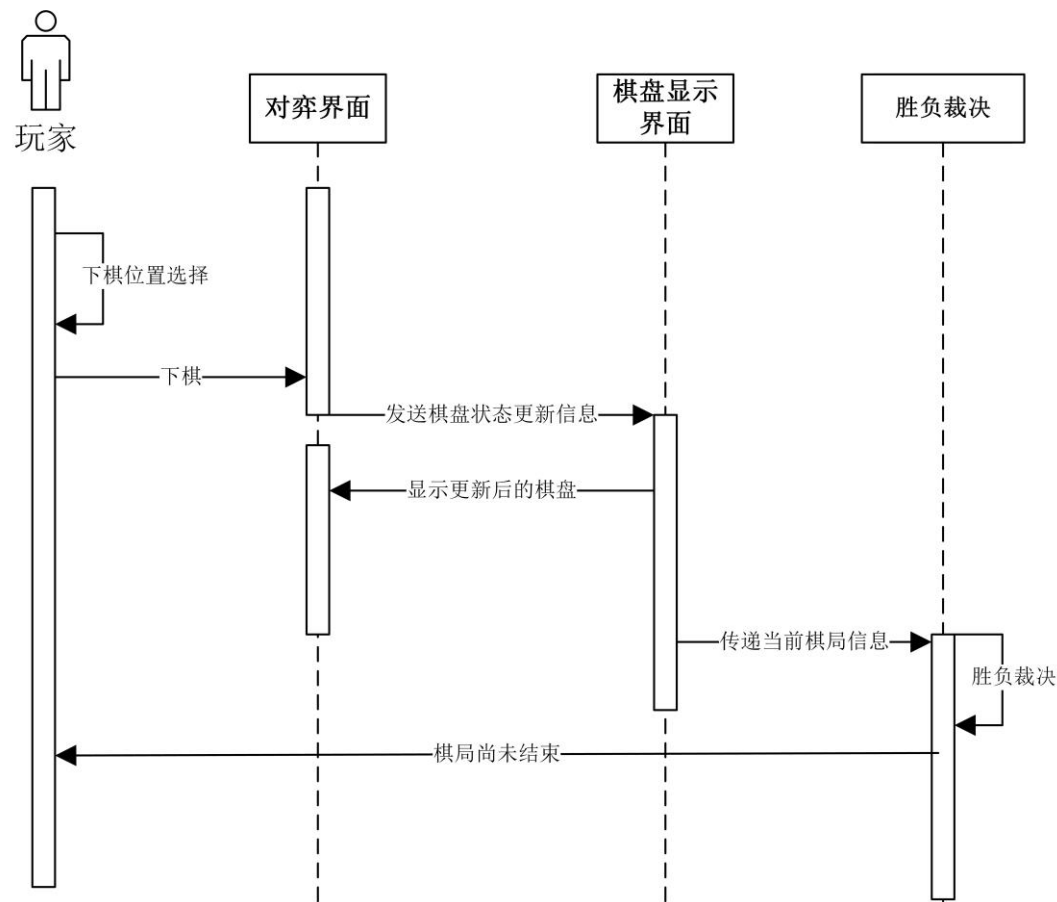 玩家
对弈界面
棋盘显示
界面
胜负裁决
下棋位置选择
下棋
发送棋盘状态更新信息
显示更新后的棋盘
传递当前棋局信息
胜负裁决
棋局尚未结束